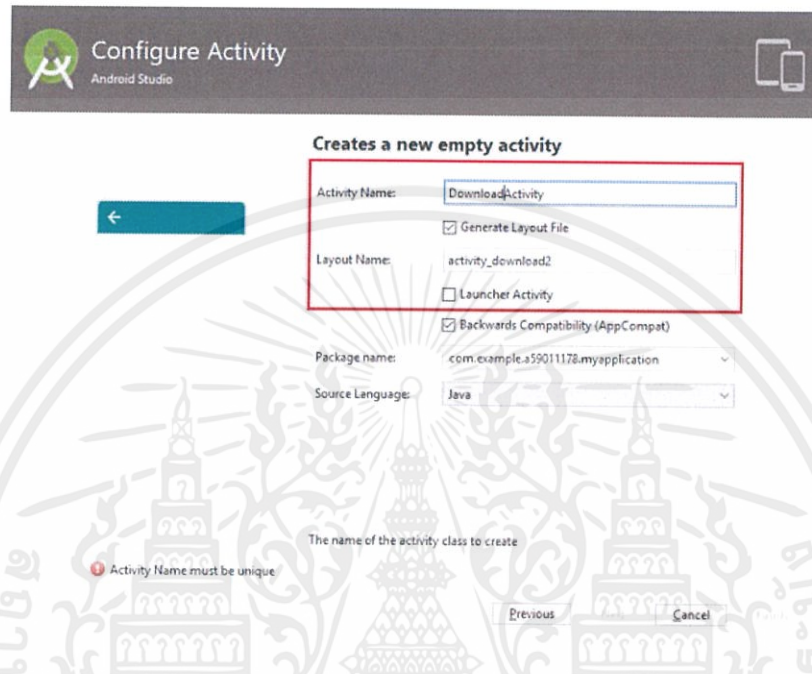 Configure Activity
Android Studio
Creates a new empty activity
Activity Name: DownloadActivity
Generate Layout File
Layout Name: activity_download2
Launcher Activity
Backwards Compatibility (AppCompat)
Package name: com.example.a59011178.myapplication
Source Language: Java
The name of the activity class to create
Activity Name must be unique
Previous Cancel